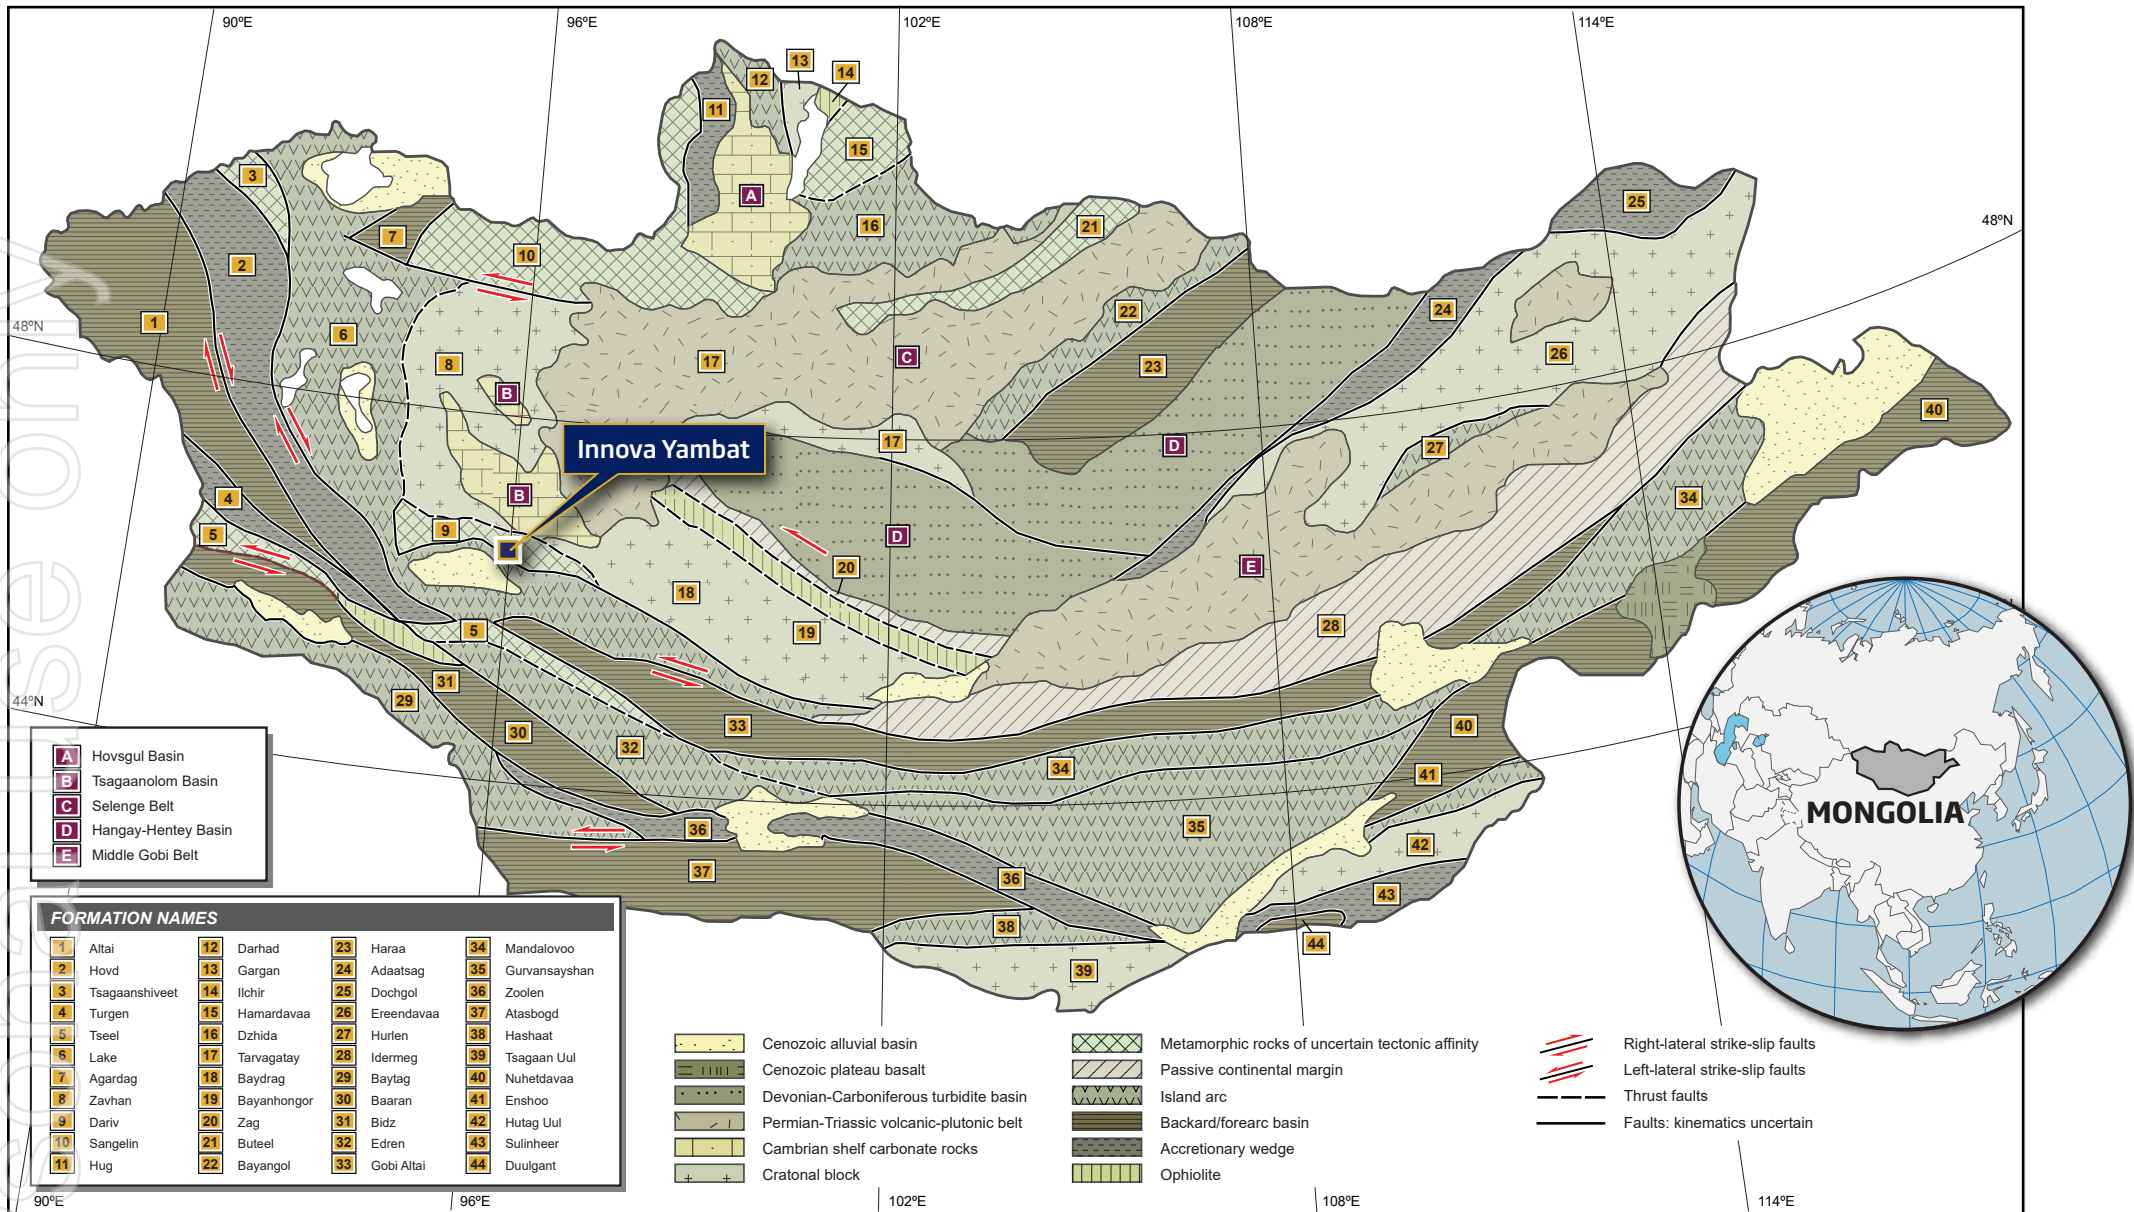 90ºE
96ºE
102ºE
108ºE
114ºE
13
14
12
11
15
3
A
25
16
21
48ºN
7
2
10
22
24
1
48ºN
6
8
17
C
26
23
B
40
17
D
27
Innova Yambat
B
4
34
9
5
D
20
E
18
19
28
5
31
29
44ºN
33
40
30
32
34
41
A Hovsgul Basin
B Tsagaanolom Basin
C Selenge Belt
D Hangay-Hentey Basin
E Middle Gobi Belt
MONGOLIA
36
35
42
37
36
43
38
44
39
FORMATION NAMES
1 Altai
2 Hovd
3 Tsagaanshiveet
4 Turgen
5 Tseel
6 Lake
7 Agardag
8 Zavhan
9 Dariv
10 Sangelin
11 Hug
12 Darhad
13 Gargan
14 Ilchir
15 Hamardavaa
16 Dzhida
17 Tarvagatay
18 Baydrag
19 Bayanhongor
20 Zag
21 Buteel
22 Bayangol
23 Haraa
24 Adaatsag
25 Dochgol
26 Ereendavaa
27 Hurlen
28 Idermeg
29 Baytag
30 Baaran
31 Bidz
32 Edren
33 Gobi Altai
34 Mandalovoo
35 Gurvansayshan
36 Zoolen
37 Atasbogd
38 Hashaat
39 Tsagaan Uul
40 Nuhetdavaa
41 Enshoo
42 Hutag Uul
43 Sulinheer
44 Duulgant
Cenozoic alluvial basin
Cenozoic plateau basalt
Devonian-Carboniferous turbidite basin
Permian-Triassic volcanic-plutonic belt
Cambrian shelf carbonate rocks
Cratonal block
Metamorphic rocks of uncertain tectonic affinity
Passive continental margin
Island arc
Backard/forearc basin
Accretionary wedge
Ophiolite
Right-lateral strike-slip faults
Left-lateral strike-slip faults
Thrust faults
Faults: kinematics uncertain
90ºE
96ºE
102ºE
108ºE
114ºE
sonal use only